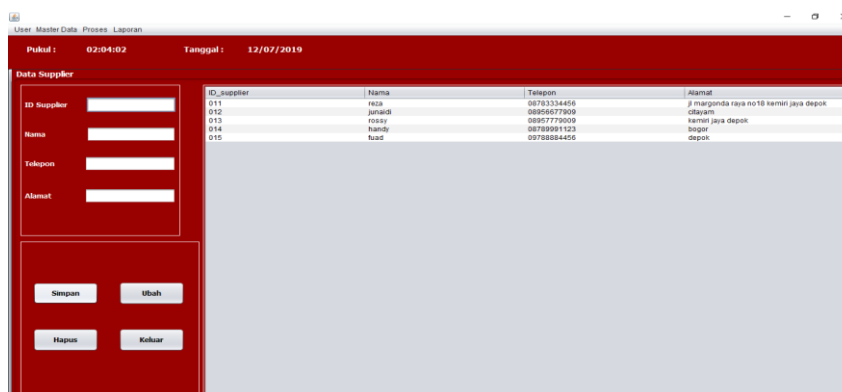 User Master Data Proses Laporan
Pukul : 02:04:02 Tanggal : 12/07/2019
Data Supplier
ID Supplier
Nama
Telepon
Alamat
Simpan Ubah
Hapus Keluar
ID_supplier Nama Telepon Alamat
011 reza 08783334456 jl margonda raya no18 kemiri jaya depok
012 junaidi 08956677909 citayam
013 rossy 08957779009 kemiri jaya depok
014 handy 08789991123 bogor
015 fuad 09788884456 depok